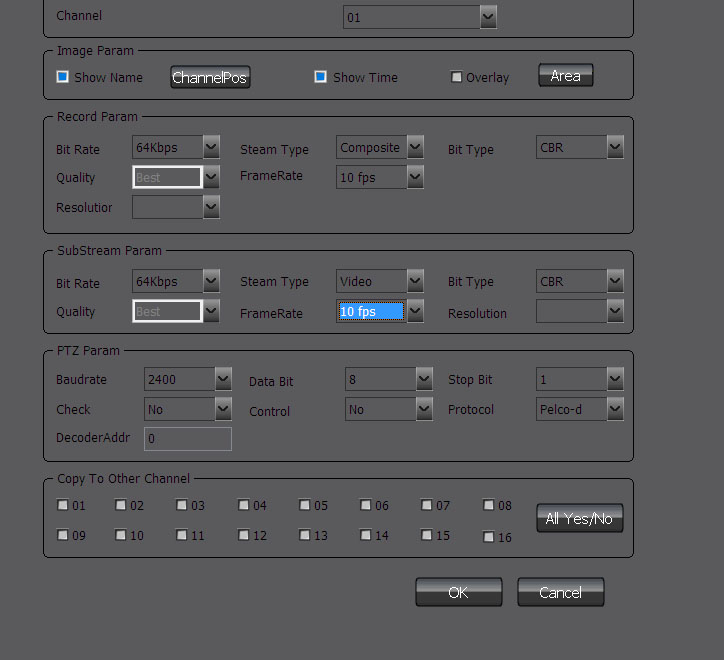 Channel 01
Image Param
Show Name ChannelPos Show Time Overlay Area
Record Param
Bit Rate 64Kbps Steam Type Composite Bit Type CBR
Quality Best FrameRate 10 fps
Resolutior
SubStream Param
Bit Rate 64Kbps Steam Type Video Bit Type CBR
Quality Best FrameRate 10 fps Resolution
PTZ Param
Baudrate 2400 Data Bit 8 Stop Bit 1
Check No Control No Protocol Pelco-d
DecoderAddr 0
Copy To Other Channel
01 02 03 04 05 06 07 08
All Yes/No
09 10 11 12 13 14 15 16
OK Cancel